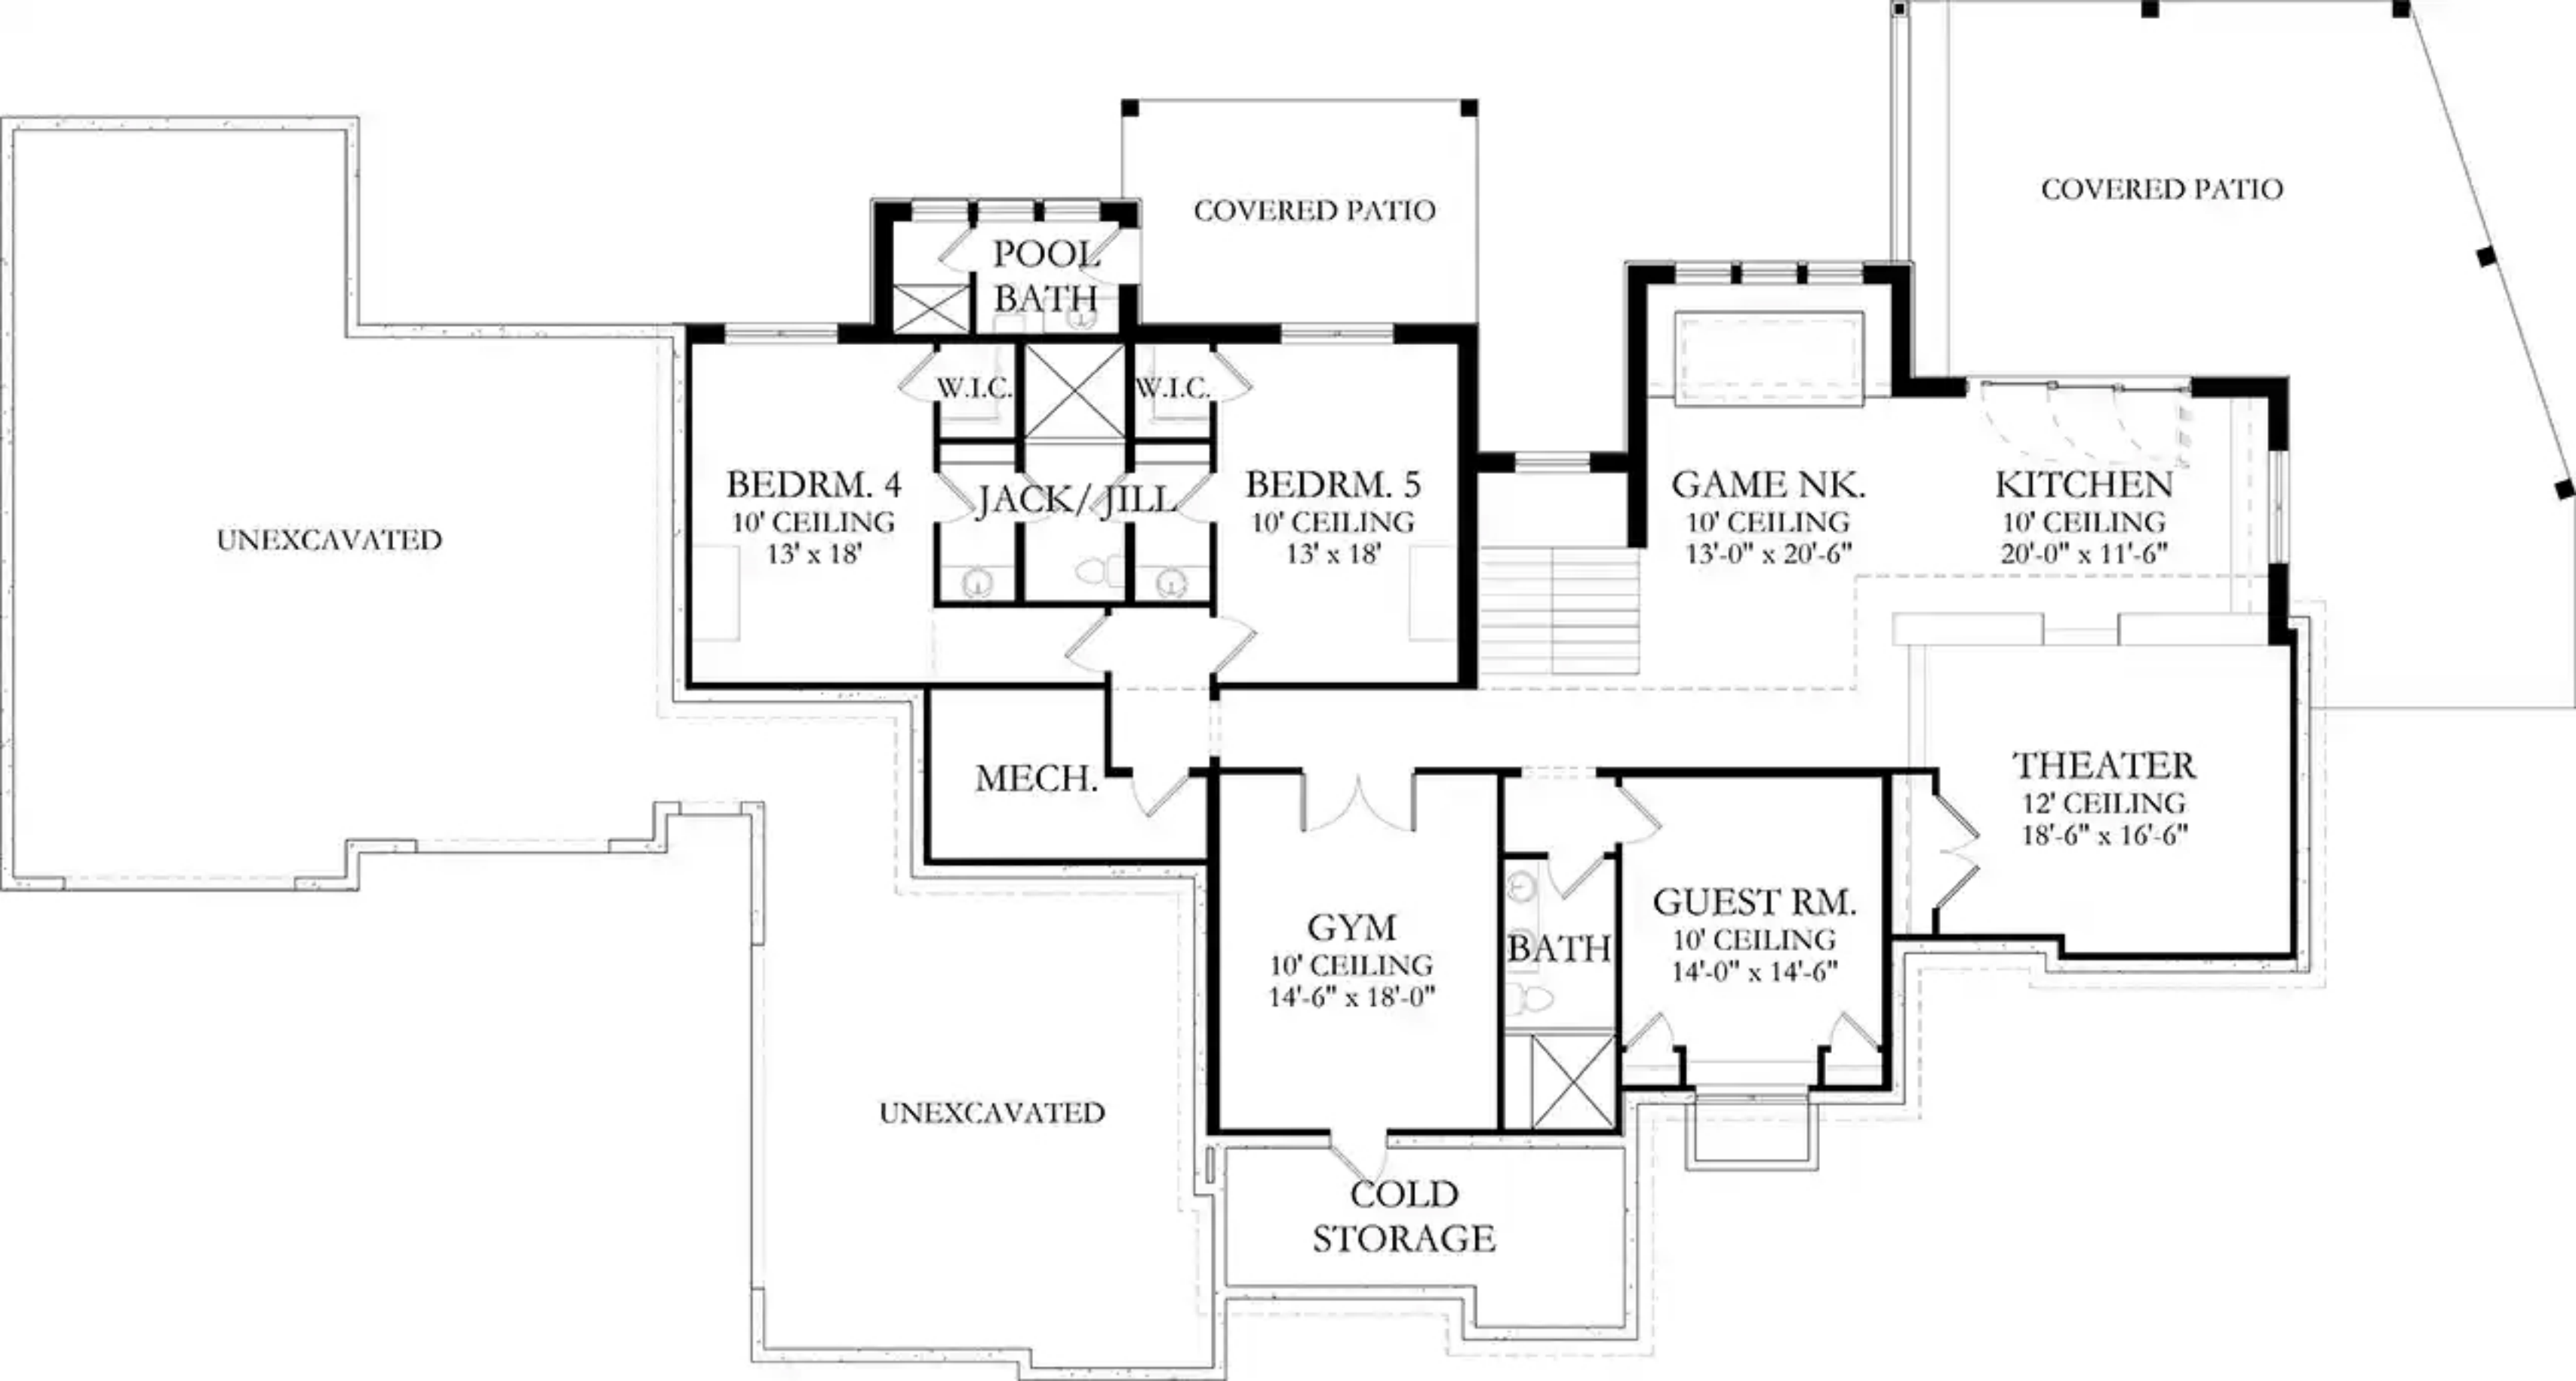 COVERED PATIO
COVERED PATIO
POOL
BATH
W.I.C.
W.I.C.
UNEXCAVATED
BEDRM. 4
10' CEILING
13' x 18'
JACK/ JILL
BEDRM. 5
10' CEILING
13' x 18'
GAME NK.
10' CEILING
13'-0" x 20'-6"
KITCHEN
10' CEILING
20'-0" x 11'-6"
MECH.
THEATER
12' CEILING
18'-6" x 16'-6"
GYM
10' CEILING
14'-6" x 18'-0"
BATH
GUEST RM.
10' CEILING
14'-0" x 14'-6"
UNEXCAVATED
COLD
STORAGE